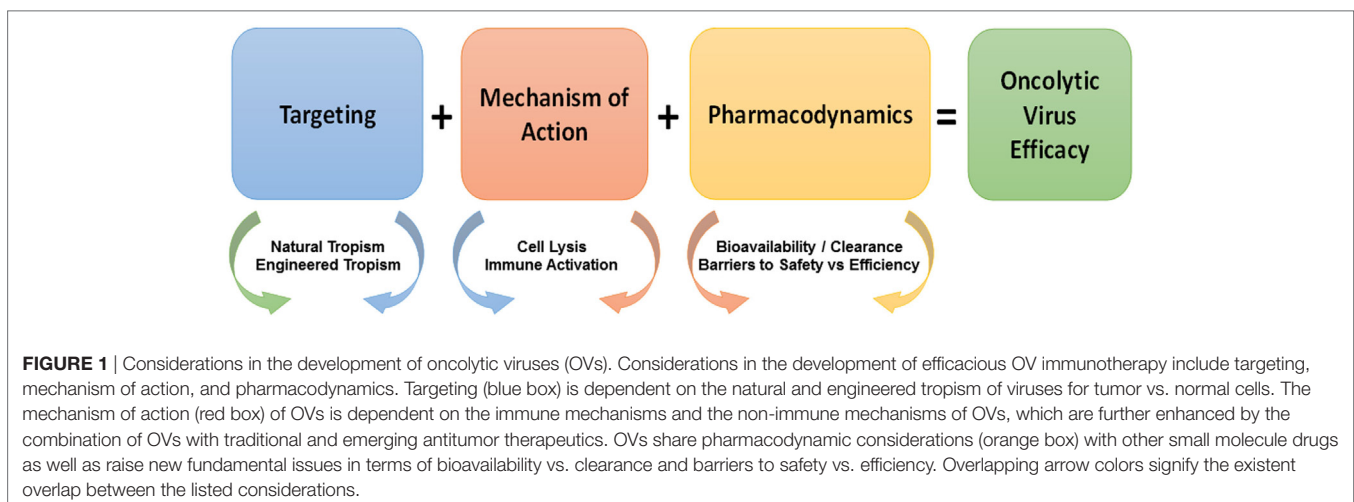 Targeting + Mechanism of Action + Pharmacodynamics = Oncolytic Virus Efficacy
Natural Tropism
Engineered Tropism
Cell Lysis
Immune Activation
Bioavailability / Clearance
Barriers to Safety vs Efficiency
FIGURE 1 | Considerations in the development of oncolytic viruses (OVs). Considerations in the development of efficacious OV immunotherapy include targeting,
mechanism of action, and pharmacodynamics. Targeting (blue box) is dependent on the natural and engineered tropism of viruses for tumor vs. normal cells. The
mechanism of action (red box) of OVs is dependent on the immune mechanisms and the non-immune mechanisms of OVs, which are further enhanced by the
combination of OVs with traditional and emerging antitumor therapeutics. OVs share pharmacodynamic considerations (orange box) with other small molecule drugs
as well as raise new fundamental issues in terms of bioavailability vs. clearance and barriers to safety vs. efficiency. Overlapping arrow colors signify the existent
overlap between the listed considerations.